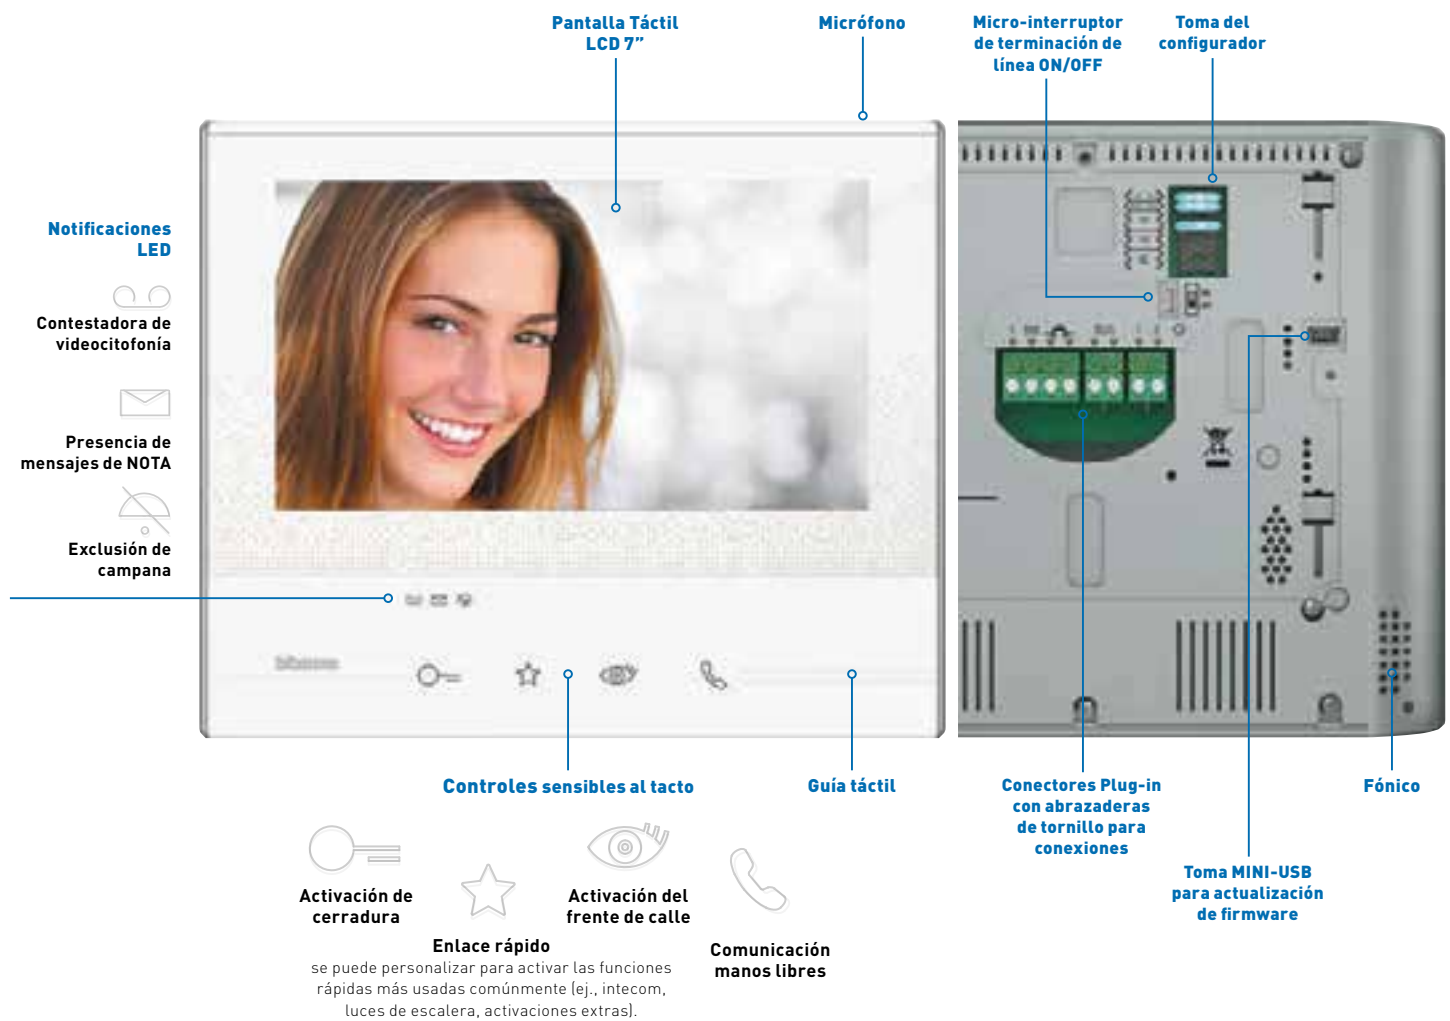 Pantalla Táctil
LCD 7”
Micrófono
Micro-interruptor
de terminación de
línea ON/OFF
Toma del
configurador
Notificaciones
LED
Contestadora de
videocitofonía
Presencia de
mensajes de NOTA
Exclusión de
campana
bticino
Controles sensibles al tacto
Guía táctil
Conectores Plug-in
con abrazaderas
de tornillo para
conexiones
Fónico
Toma MINI-USB
para actualización
de firmware
Activación de
cerradura
Enlace rápido
se puede personalizar para activar las funciones
rápidas más usadas comúnmente (ej., intecom,
luces de escalera, activaciones extras).
Activación del
frente de calle
Comunicación
manos libres